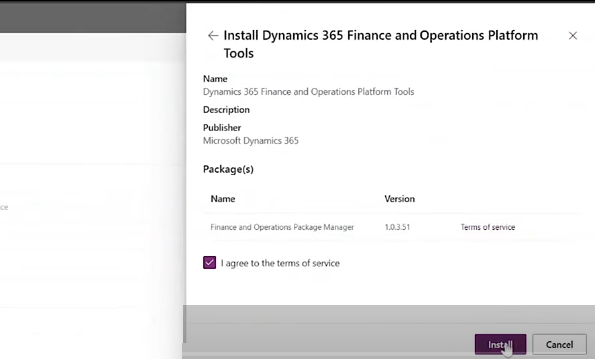 Install Dynamics 365 Finance and Operations Platform
Tools
Name
Dynamics 365 Finance and Operations Platform Tools
Description
Publisher
Microsoft Dynamics 365
Package(s)
Name Version
Finance and Operations Package Manager 1.0.3.51 Terms of service
I agree to the terms of service
ce
Install Cancel